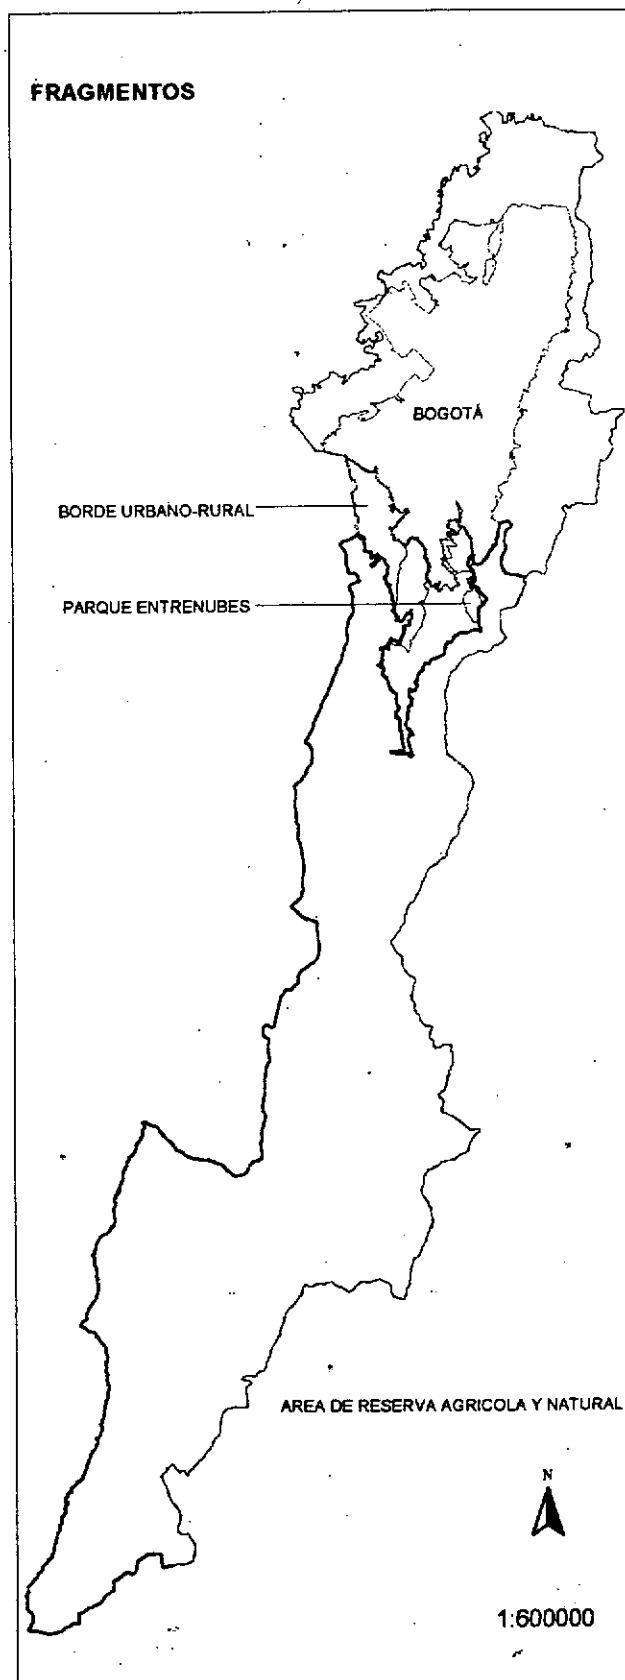 FRAGMENTOS
BOGOTÁ
BORDE URBANO-RURAL
PARQUE ENTRENUBES
AREA DE RESERVA AGRICOLA Y NATURAL
N
1:600000